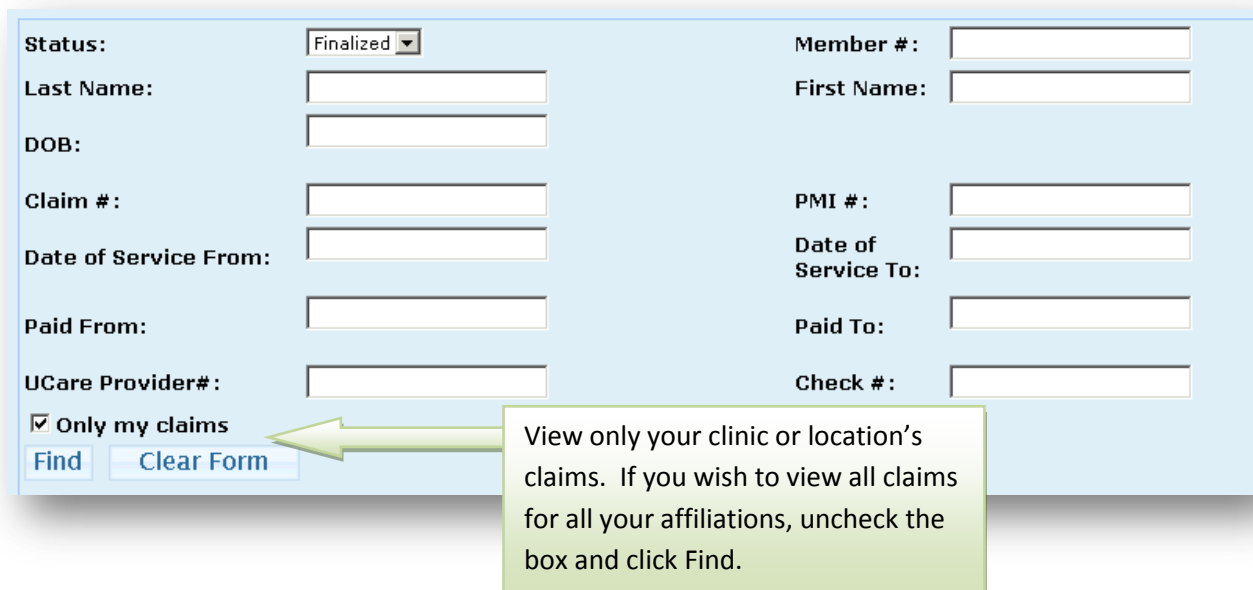 Status: Finalized Member #:
Last Name: First Name:
DOB:
Claim #: PMI #:
Date of Service From: Date of
Service To:
Paid From: Paid To:
UCare Provider#: Check #:
Only my claims
Find Clear Form
View only your clinic or location’s
claims. If you wish to view all claims
for all your affiliations, uncheck the
box and click Find.